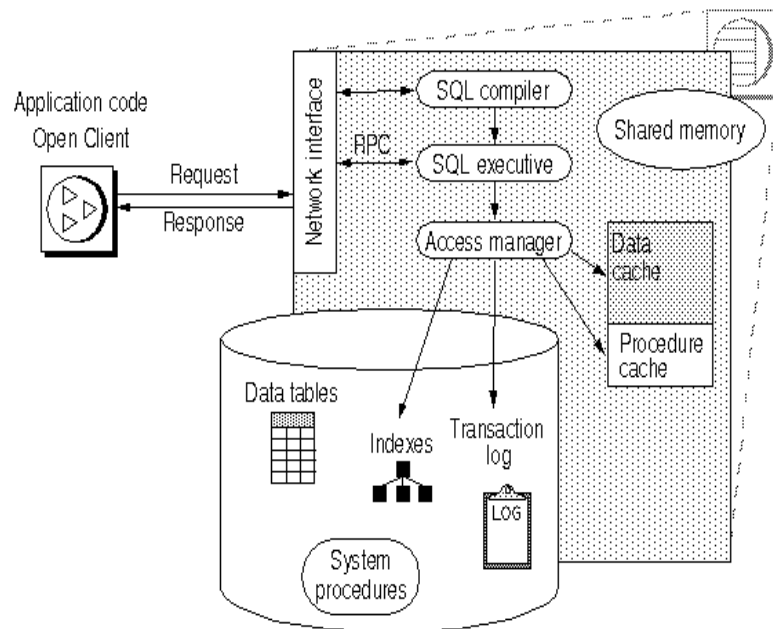 Application code
Open Client
Request
Response
Network interface
RPC
SQL compiler
SQL executive
Access manager
Shared memory
Data
cache
Procedure
cache
Data tables
Indexes
Transaction
log
LOG
System
procedures